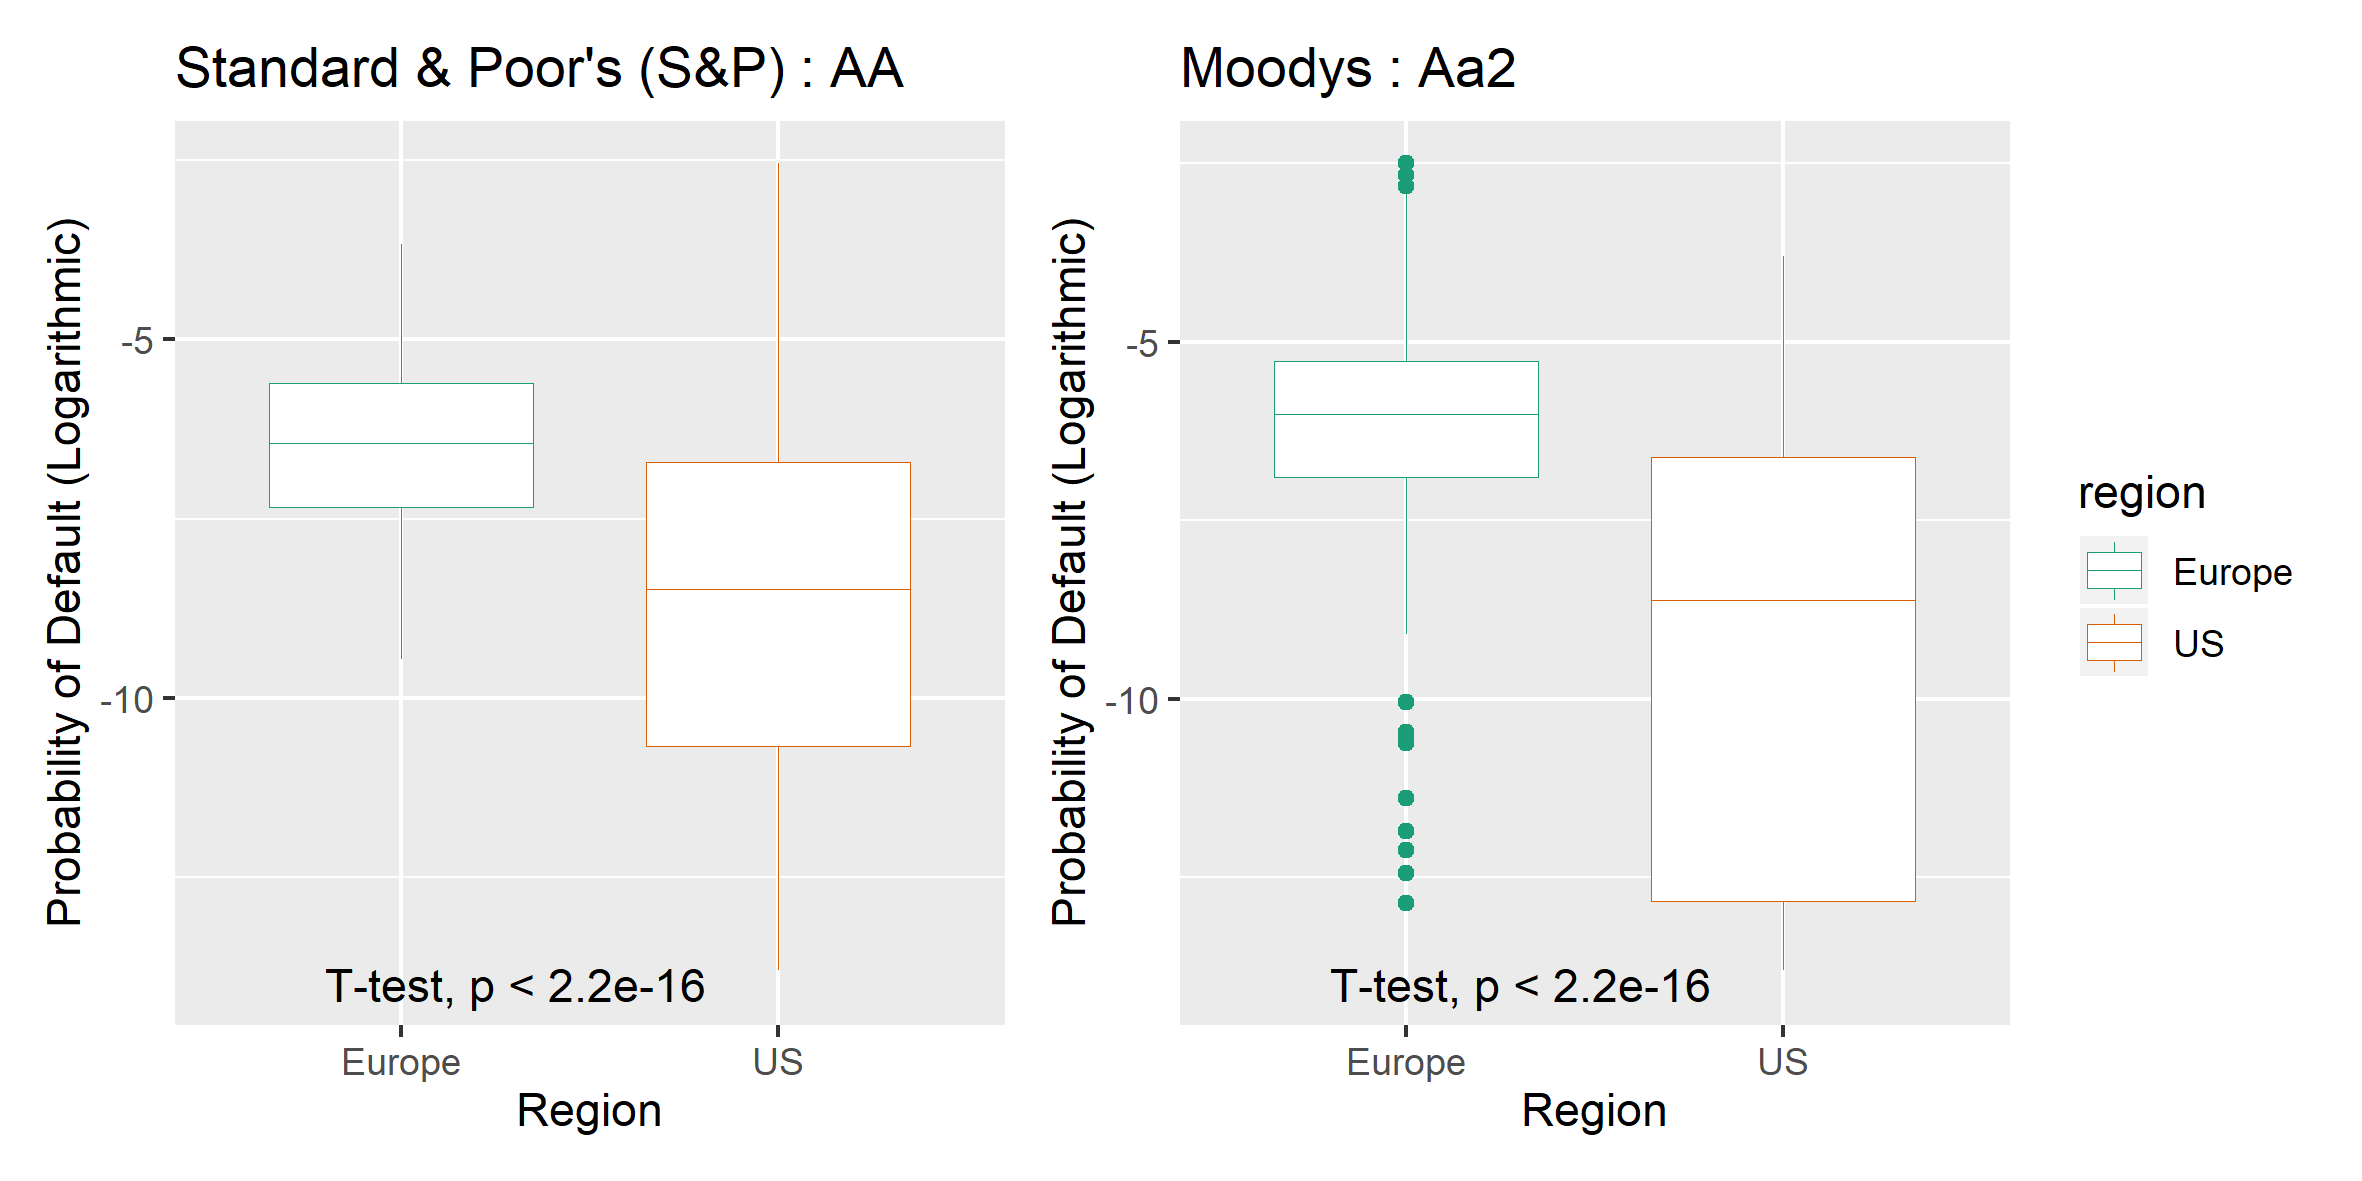 Standard & Poor's (S&P) : AA
Probability of Default (Logarithmic)
-5
-10
T-test, p < 2.2e-16
Europe
US
Region
Moodys : Aa2
Probability of Default (Logarithmic)
-5
-10
T-test, p < 2.2e-16
Europe
US
Region
region
Europe
US